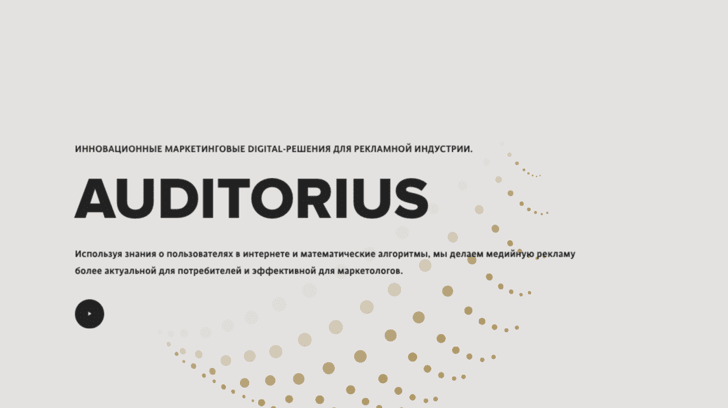 ИННОВАЦИОННЫЕ МАРКЕТИНГОВЫЕ DIGITAL-РЕШЕНИЯ ДЛЯ РЕКЛАМНОЙ ИНДУСТРИИ.
AUDITORIUS
Используя знания о пользователях в интернете и математические алгоритмы, мы делаем медийную рекламу
более актуальной для потребителей и эффективной для маркетологов.